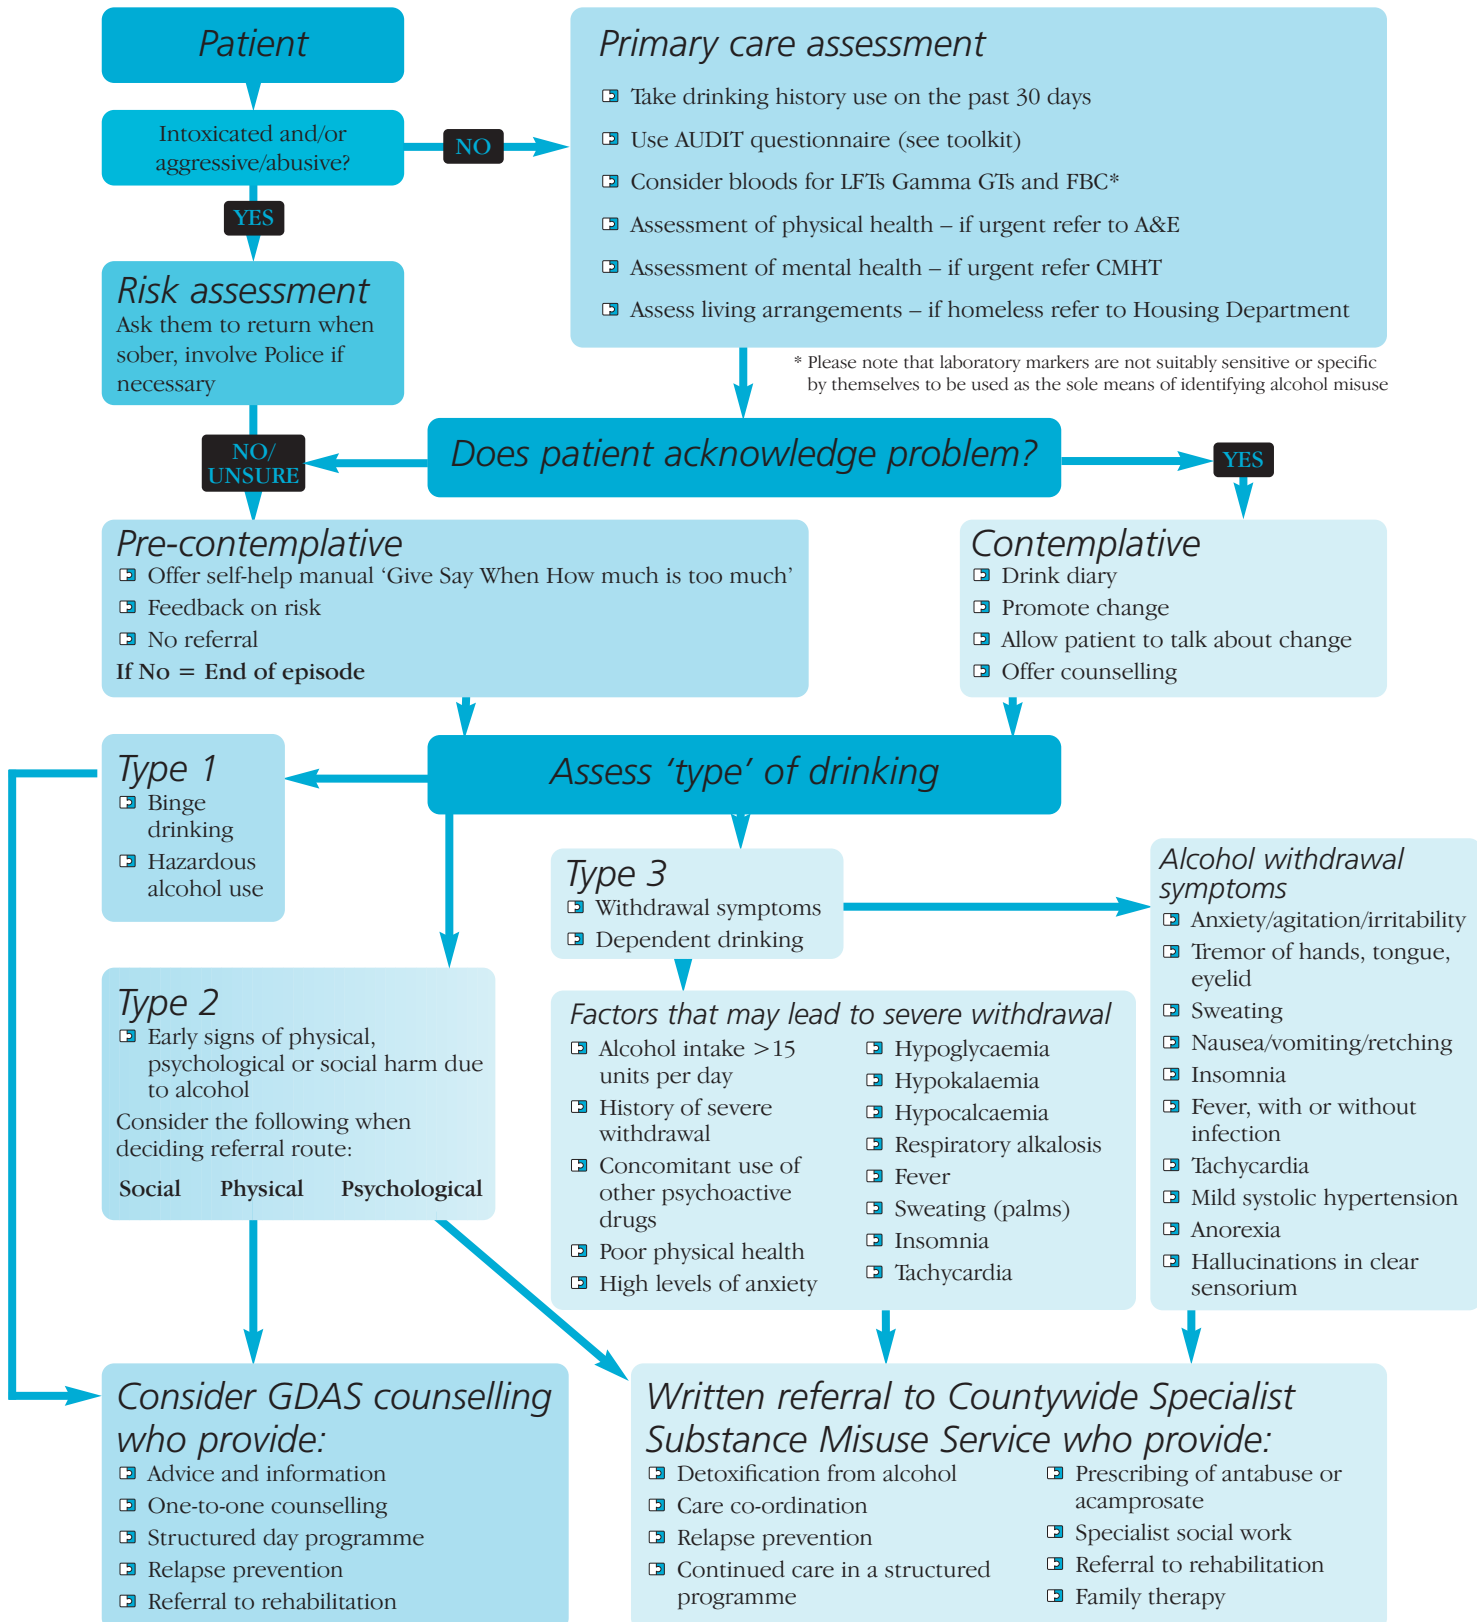 Patient
Intoxicated and/or
aggressive/abusive?
NO
YES
Primary care assessment
Take drinking history use on the past 30 days
Use AUDIT questionnaire (see toolkit)
Consider bloods for LFTs Gamma GTs and FBC*
Assessment of physical health – if urgent refer to A&E
Assessment of mental health – if urgent refer CMHT
Assess living arrangements – if homeless refer to Housing Department
* Please note that laboratory markers are not suitably sensitive or specific
by themselves to be used as the sole means of identifying alcohol misuse
Risk assessment
Ask them to return when
sober, involve Police if
necessary
NO/
UNSURE
Does patient acknowledge problem?
YES
Pre-contemplative
Offer self-help manual ‘Give Say When How much is too much’
Feedback on risk
No referral
If No = End of episode
Contemplative
Drink diary
Promote change
Allow patient to talk about change
Offer counselling
Assess ‘type’ of drinking
Type 1
Binge
drinking
Hazardous
alcohol use
Type 2
Early signs of physical,
psychological or social harm due
to alcohol
Consider the following when
deciding referral route:
Social Physical Psychological
Type 3
Withdrawal symptoms
Dependent drinking
Factors that may lead to severe withdrawal
Alcohol intake >15
units per day
History of severe
withdrawal
Concomitant use of
other psychoactive
drugs
Poor physical health
High levels of anxiety
Hypoglycaemia
Hypokalaemia
Hypocalcaemia
Respiratory alkalosis
Fever
Sweating (palms)
Insomnia
Tachycardia
Alcohol withdrawal
symptoms
Anxiety/agitation/irritability
Tremor of hands, tongue,
eyelid
Sweating
Nausea/vomiting/retching
Insomnia
Fever, with or without
infection
Tachycardia
Mild systolic hypertension
Anorexia
Hallucinations in clear
sensorium
Consider GDAS counselling
who provide:
Advice and information
One-to-one counselling
Structured day programme
Relapse prevention
Referral to rehabilitation
Written referral to Countywide Specialist
Substance Misuse Service who provide:
Detoxification from alcohol
Care co-ordination
Relapse prevention
Continued care in a structured
programme
Prescribing of antabuse or
acamprosate
Specialist social work
Referral to rehabilitation
Family therapy